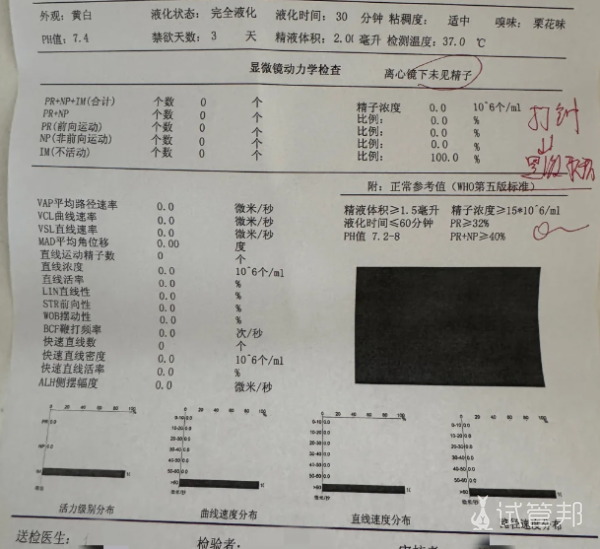 外观: 黄白 液化状态: 完全液化 液化时间: 30 分钟 粘稠度: 适中 嗅味: 栗花味
PH值: 7.4 禁欲天数: 3 天 精液体积: 2.0 毫升 检测温度: 37.0 ℃
显微镜动力学检查 离心镜下未见精子
PR+NP+IM(合计) 个数 0 个 精子浓度 0.0 10^6个/ml
PR+NP 个数 0 个 比例: 0.0 %
PR(前向运动) 个数 0 个 比例: 0.0 %
NP(非前向运动) 个数 0 个 比例: 0.0 %
IM(不活动) 个数 0 个 比例: 100.0 %
打针
附: 正常参考值(WHO第五版标准)
精液体积≥1.5毫升 精子浓度≥15*10^6/ml
液化时间≤60分钟 PR≥32%
PH值 7.2-8 PR+NP≥40%
VAP平均路径速率 0.0 微米/秒
VCL曲线速率 0.0 微米/秒
VSL直线速率 0.0 微米/秒
MAD平均角位移 0.00 度
直线运动精子数 0 个
直线浓度 0.0 10^6个/ml
直线活率 0.0 %
LIN直线性 0.0 %
STR前向性 0.0 %
WOB摆动性 0.0 %
BCF鞭打频率 0.0 次/秒
快速直线数 0 个
快速直线密度 0.0 10^6个/ml
快速直线活率 0.0 %
ALH侧摆幅度 0.0 微米/秒
活力级别分布 曲线速度分布 直线速度分布
试管邦
送检医生: 检验者: